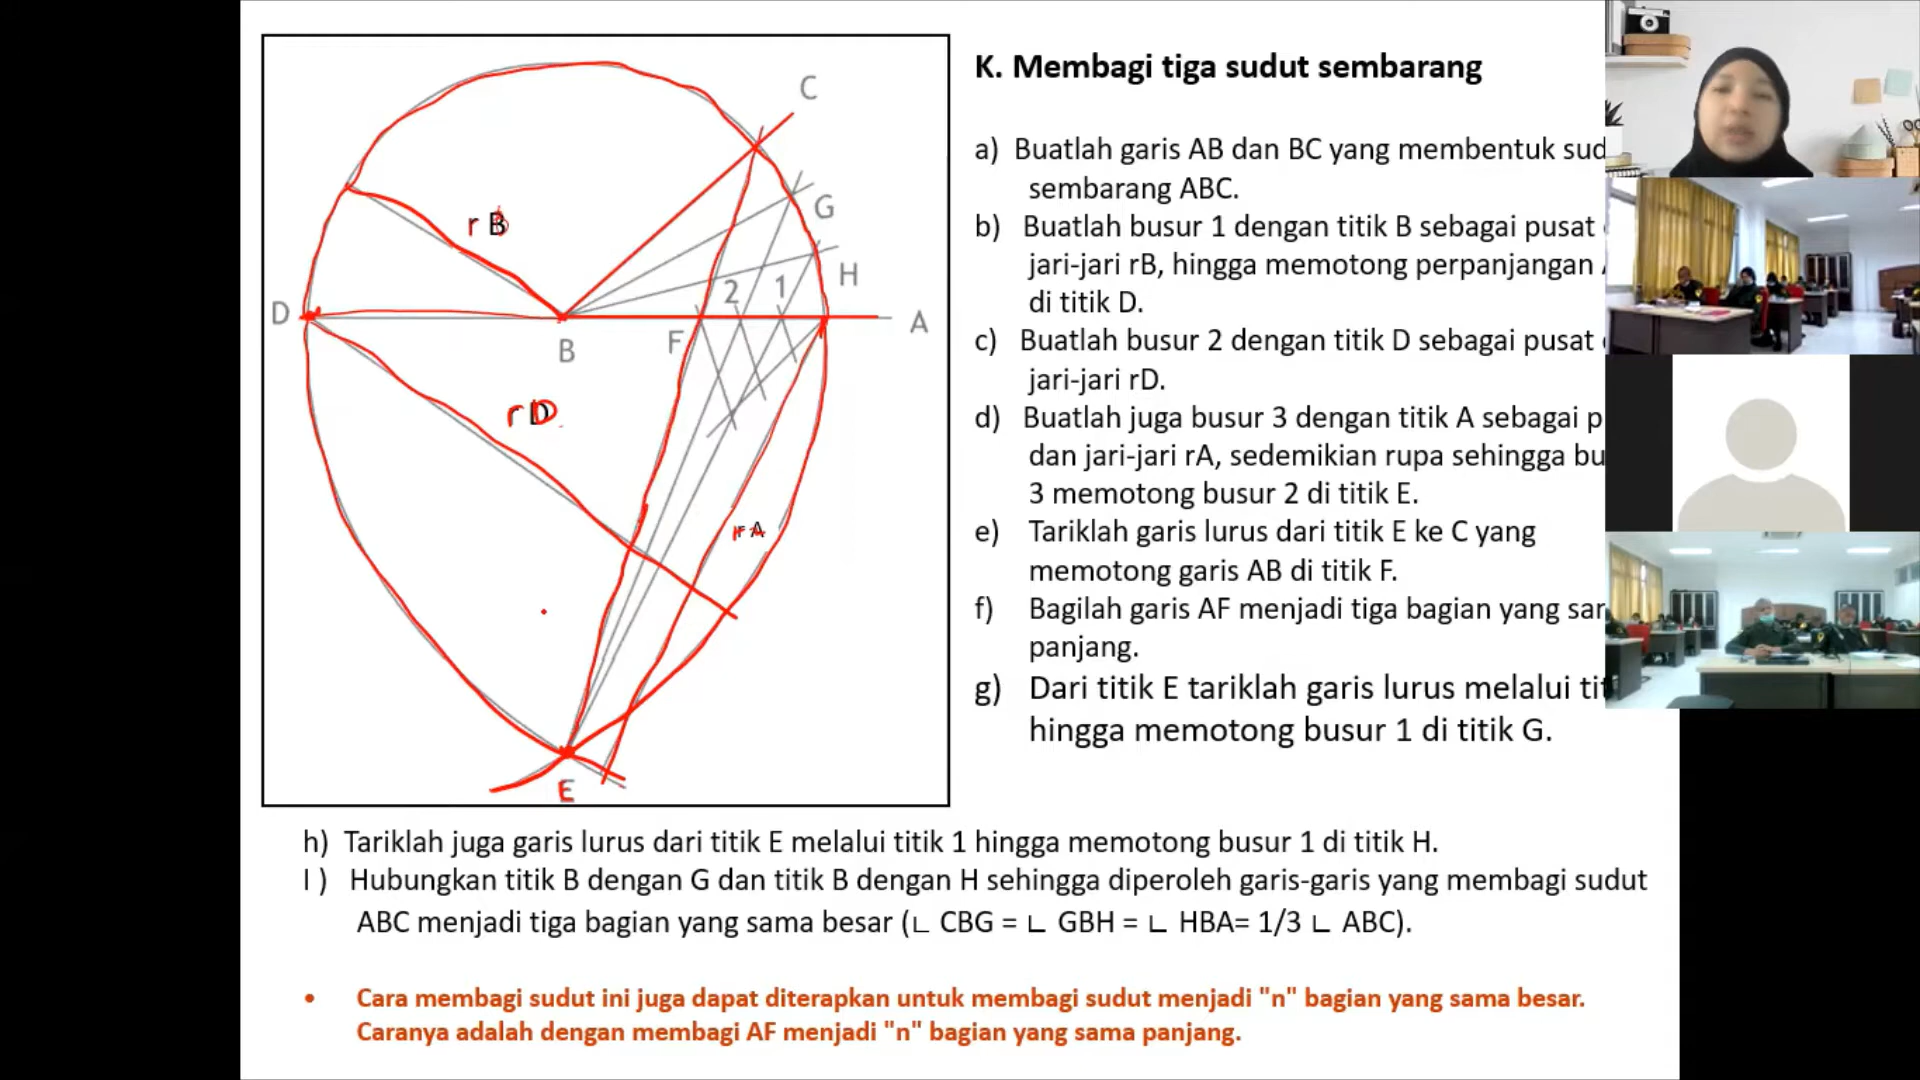 C
G
H
r B
2 1
D
A
F
B
r D
r A
E
K. Membagi tiga sudut sembarang
a) Buatlah garis AB dan BC yang membentuk
sembarang ABC.
b) Buatlah busur 1 dengan titik B sebagai pusat
jari-jari rB, hingga memotong perpanjangan
di titik D.
c) Buatlah busur 2 dengan titik D sebagai pusat
jari-jari rD.
d) Buatlah juga busur 3 dengan titik A sebagai
dan jari-jari rA, sedemikian rupa sehingga
3 memotong busur 2 di titik E.
e) Tariklah garis lurus dari titik E ke C yang
memotong garis AB di titik F.
f) Bagilah garis AF menjadi tiga bagian yang
panjang.
g) Dari titik E tariklah garis lurus melalui
hingga memotong busur 1 di titik G.
h) Tariklah juga garis lurus dari titik E melalui titik 1 hingga memotong busur 1 di titik H.
I ) Hubungkan titik B dengan G dan titik B dengan H sehingga diperoleh garis-garis yang membagi sudut
ABC menjadi tiga bagian yang sama besar (∟ CBG = ∟ GBH = ∟ HBA= 1/3 ∟ ABC).
• Cara membagi sudut ini juga dapat diterapkan untuk membagi sudut menjadi "n" bagian yang sama besar.
Caranya adalah dengan membagi AF menjadi "n" bagian yang sama panjang.